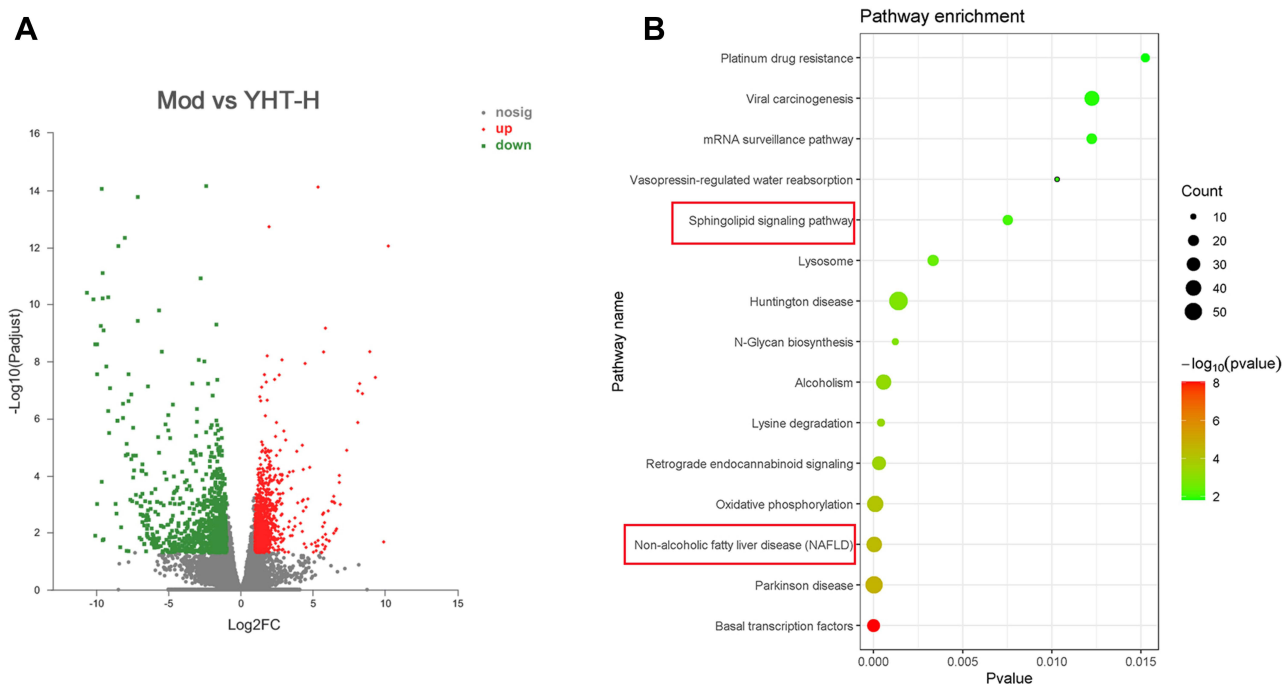 A
Mod vs YHT-H
nosig
up
down
16
14
12
10
8
6
4
2
0
-Log10(Padjust)
-10
-5
0
5
10
15
Log2FC
B
Pathway enrichment
Pathway name
Platinum drug resistance
Viral carcinogenesis
mRNA surveillance pathway
Vasopressin-regulated water reabsorption
Sphingolipid signaling pathway
Lysosome
Huntington disease
N-Glycan biosynthesis
Alcoholism
Lysine degradation
Retrograde endocannabinoid signaling
Oxidative phosphorylation
Non-alcoholic fatty liver disease (NAFLD)
Parkinson disease
Basal transcription factors
0.000
0.005
0.010
0.015
Pvalue
Count
10
20
30
40
50
−log₁₀(pvalue)
8
6
4
2